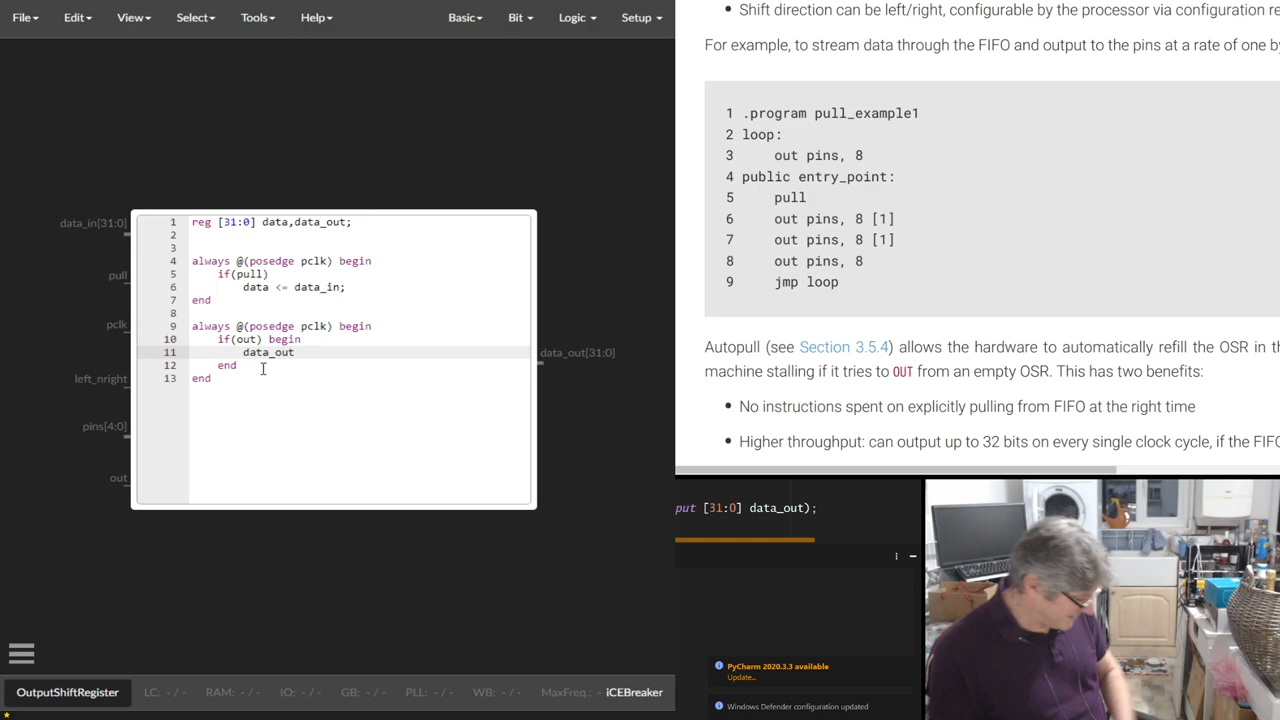 File Edit View Select Tools Help Basic Bit Logic Setup
data_in[31:0]
pull
pclk
left_nright
pins[4:0]
out
1 reg [31:0] data,data_out;
2
3
4 always @(posedge pclk) begin
5 if(pull)
6 data <= data_in;
7 end
8
9 always @(posedge pclk) begin
10 if(out) begin
11 data_out
12 end
13 end
data_out[31:0]
OutputShiftRegister LC: - / - RAM: - / - IO: - / - GB: - / - PLL: - / - WB: - / - MaxFreq.: - iCEBreaker
• Shift direction can be left/right, configurable by the processor via configuration re
For example, to stream data through the FIFO and output to the pins at a rate of one by
1 .program pull_example1
2 loop:
3 out pins, 8
4 public entry_point:
5 pull
6 out pins, 8 [1]
7 out pins, 8 [1]
8 out pins, 8
9 jmp loop
Autopull (see Section 3.5.4) allows the hardware to automatically refill the OSR in th
machine stalling if it tries to OUT from an empty OSR. This has two benefits:
• No instructions spent on explicitly pulling from FIFO at the right time
• Higher throughput: can output up to 32 bits on every single clock cycle, if the FIFO
put [31:0] data_out);
PyCharm 2020.3.3 available
Update...
Windows Defender configuration updated